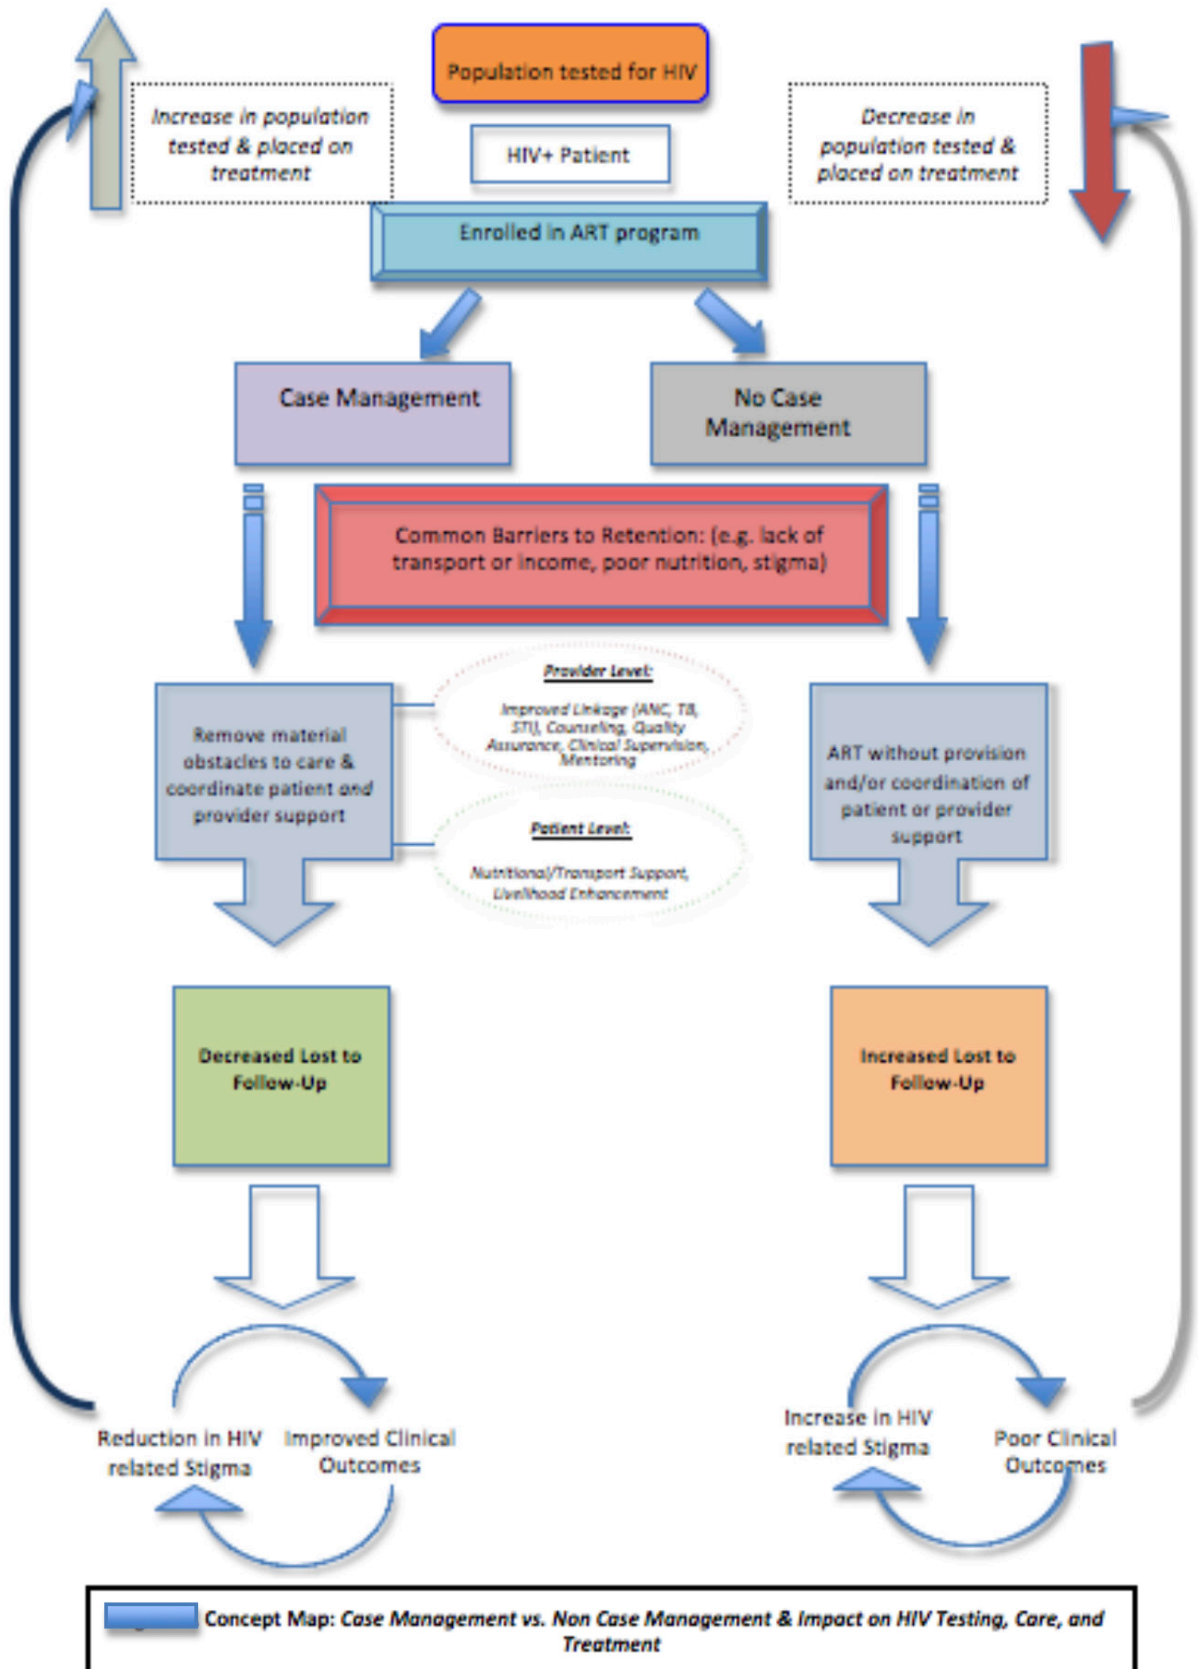 Population tested for HIV
Increase in population
tested & placed on
treatment
HIV+ Patient
Decrease in
population tested &
placed on treatment
Enrolled in ART program
Case Management
No Case
Management
Common Barriers to Retention: (e.g. lack of
transport or income, poor nutrition, stigma)
Provider Level:
Improved Linkage (ANC, TB,
STI), Counseling, Quality
Assurance, Clinical Supervision,
Mentoring
Remove material
obstacles to care &
coordinate patient and
provider support
ART without provision
and/or coordination of
patient or provider
support
Patient Level:
Nutritional/Transport Support,
Livelihood Enhancement
Decreased Lost to
Follow-Up
Increased Lost to
Follow-Up
Reduction in HIV
related Stigma
Improved Clinical
Outcomes
Increase in HIV
related Stigma
Poor Clinical
Outcomes
Concept Map: Case Management vs. Non Case Management & Impact on HIV Testing, Care, and
Treatment